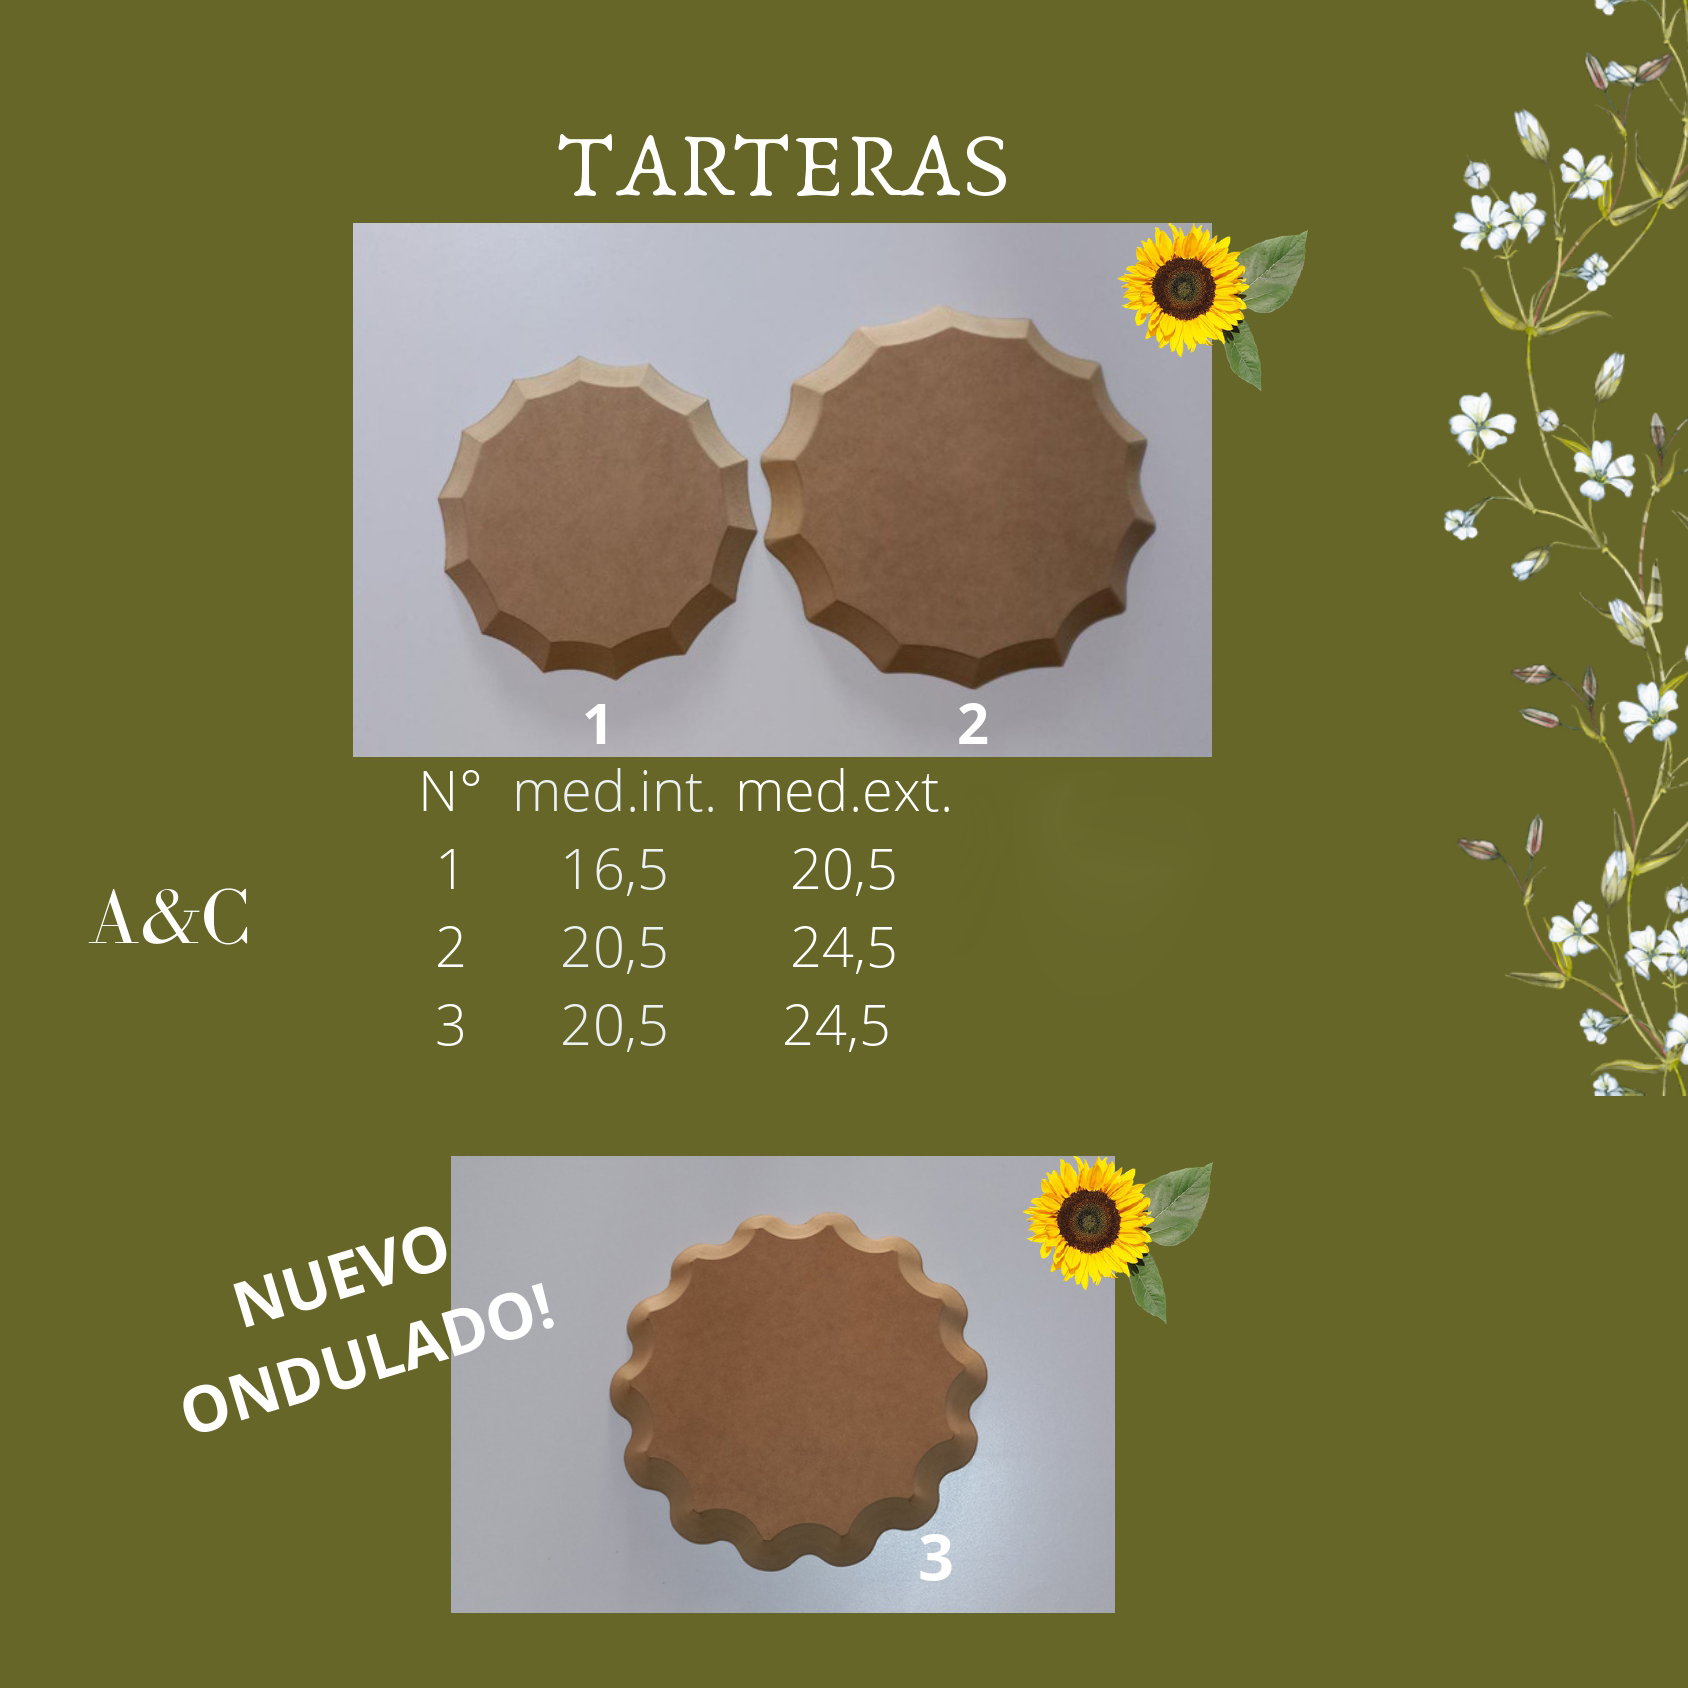 TARTERAS
1 2
N° med.int. med.ext.
1 16,5 20,5
2 20,5 24,5
3 20,5 24,5
A&C
NUEVO
ONDULADO!
3